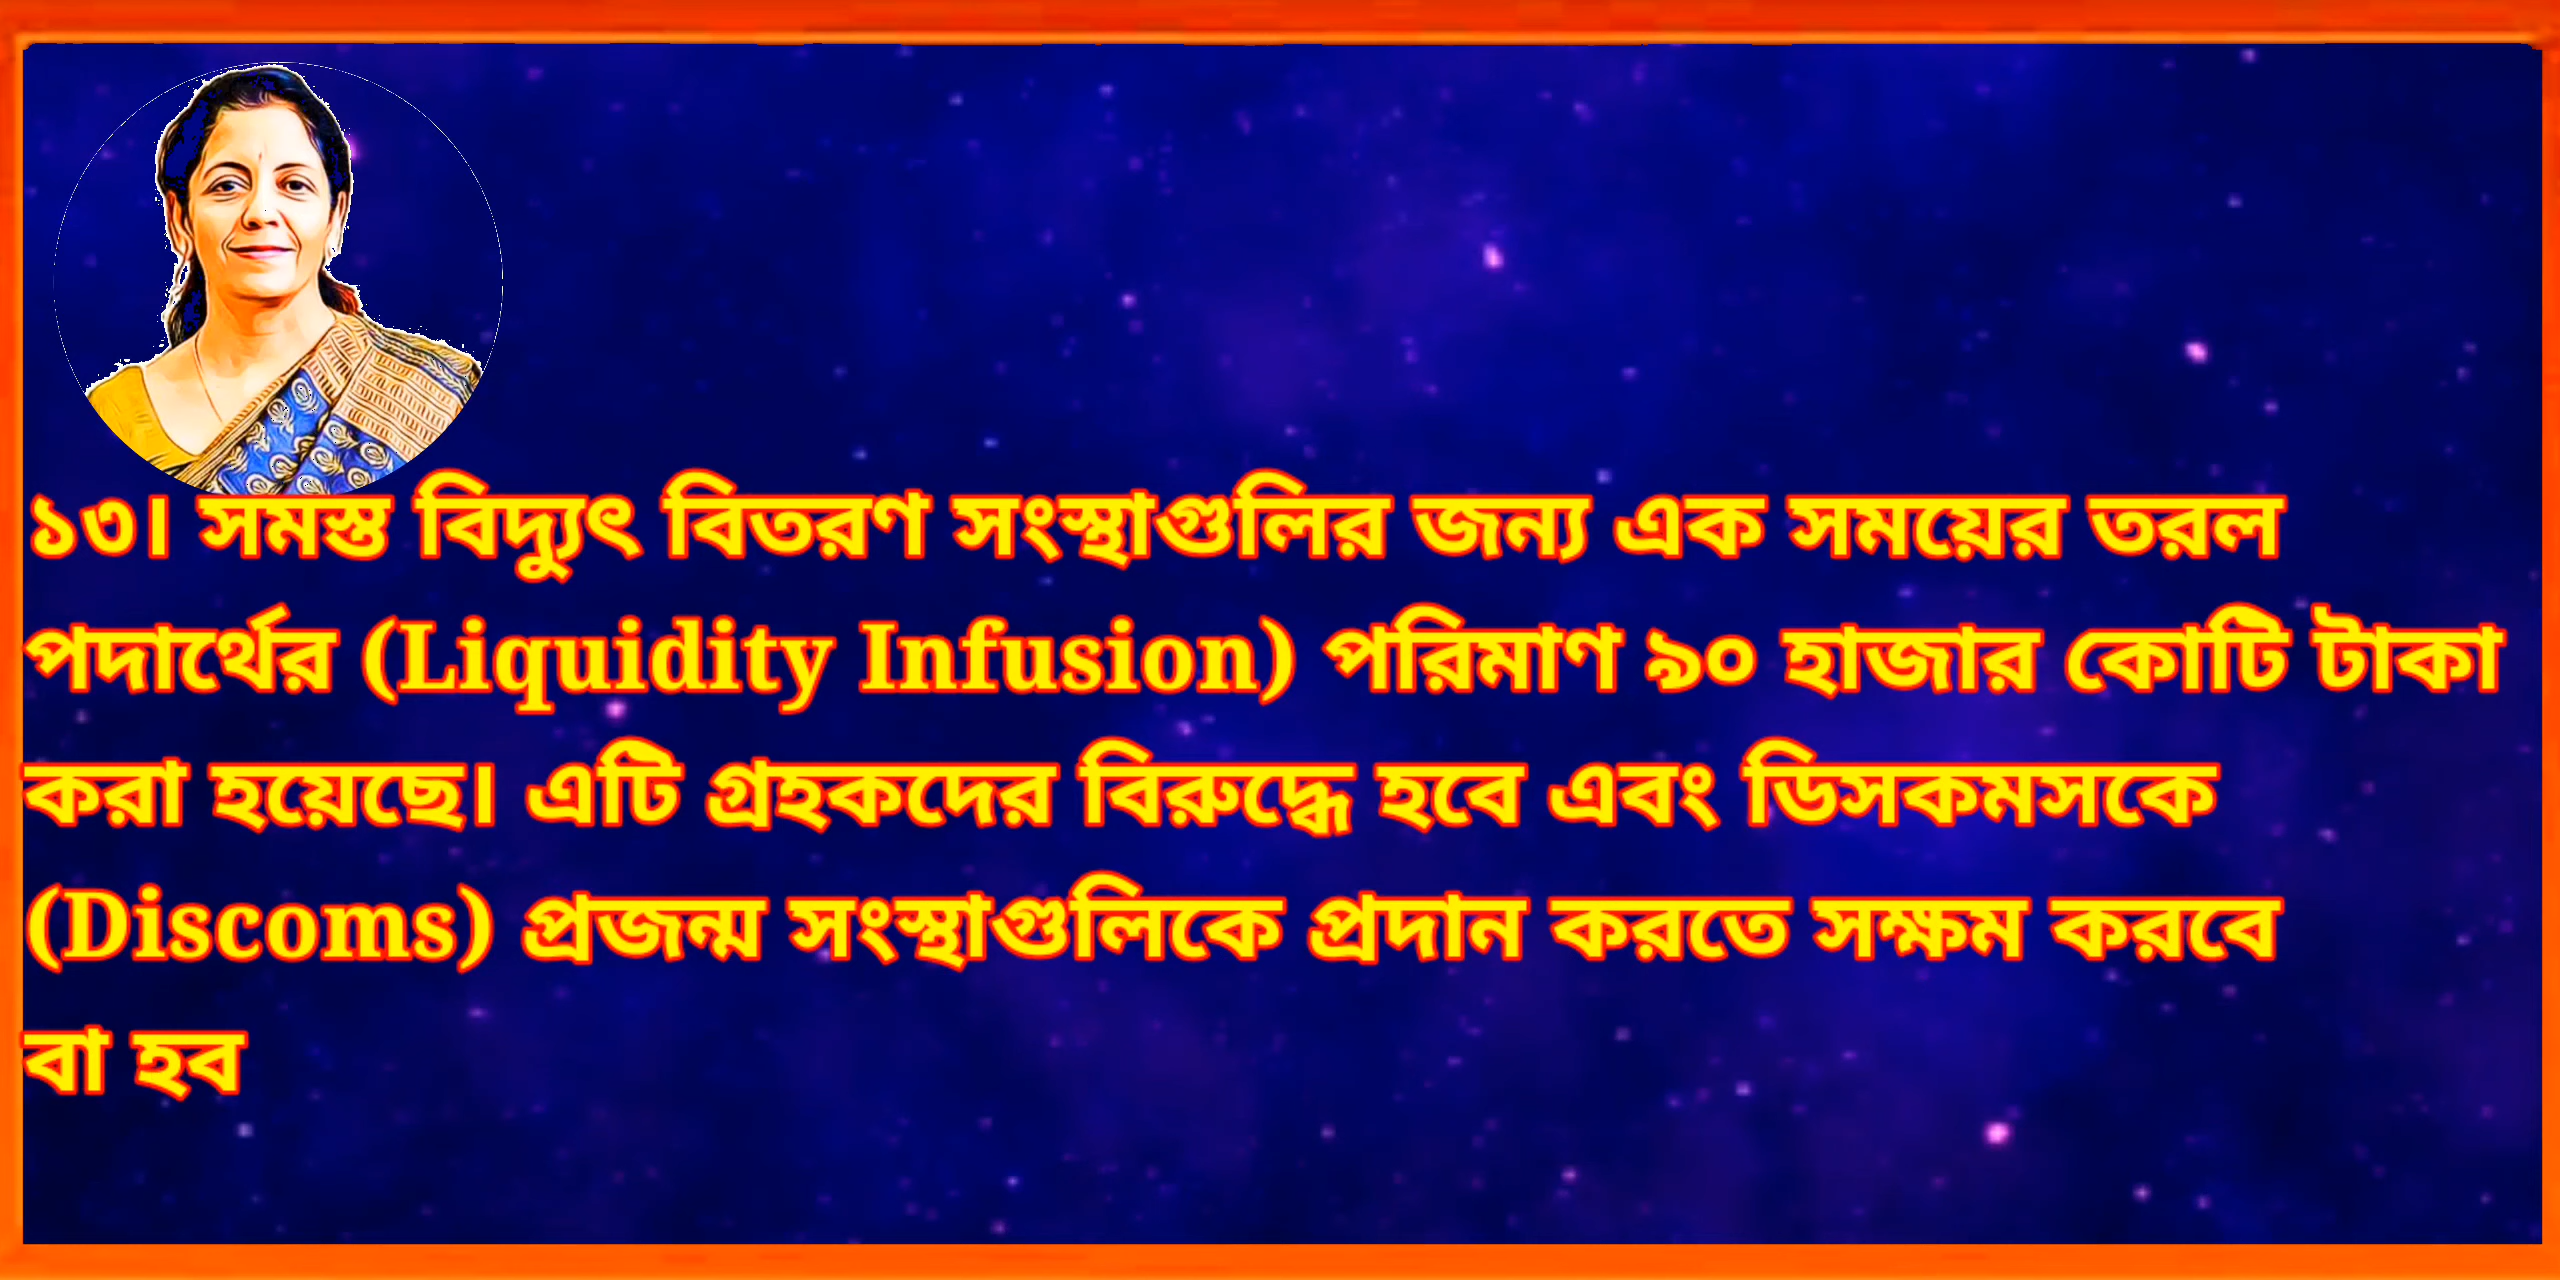 ১৩। সমস্ত বিদ্যুৎ বিতরণ সংস্থাগুলির জন্য এক সময়ের তরল
পদার্থের (Liquidity Infusion) পরিমাণ ৯০ হাজার কোটি টাকা
করা হয়েছে। এটি গ্রহকদের বিরুদ্ধে হবে এবং ডিসকমসকে
(Discoms) প্রজন্ম সংস্থাগুলিকে প্রদান করতে সক্ষম করবে
বা হব